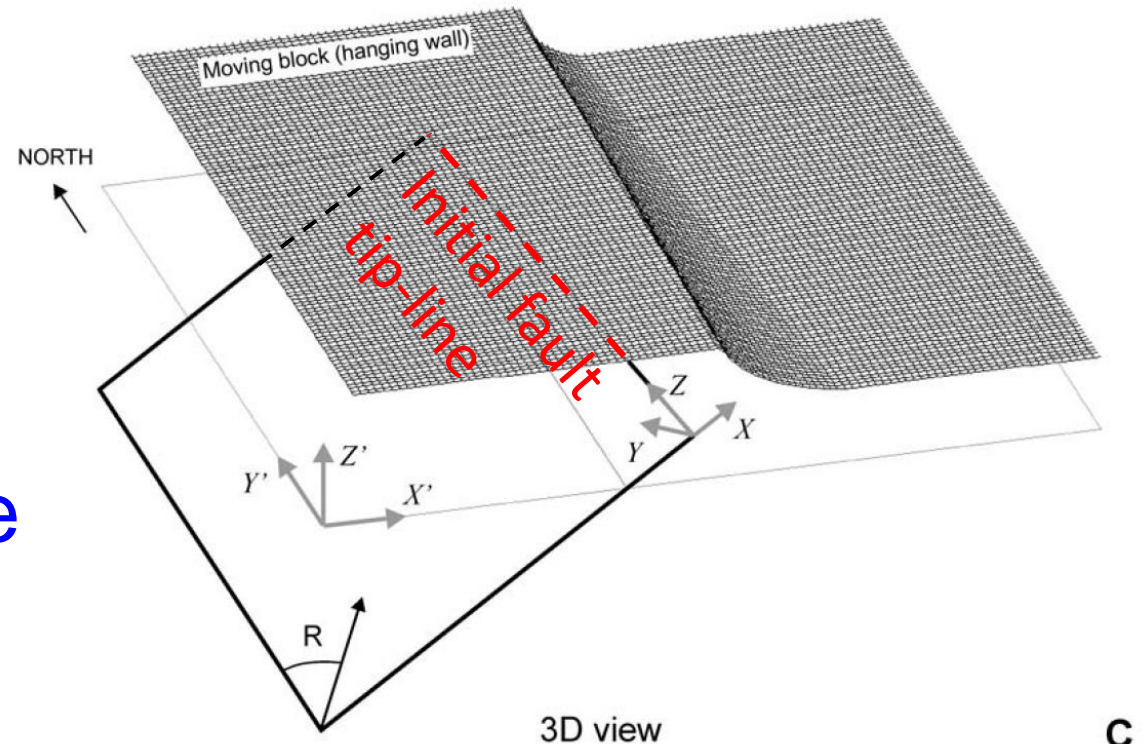 Moving block (hanging wall)
NORTH
Initial fault
tip-line
Z
X
Y
Z'
Y'
X'
e
R
3D view
C